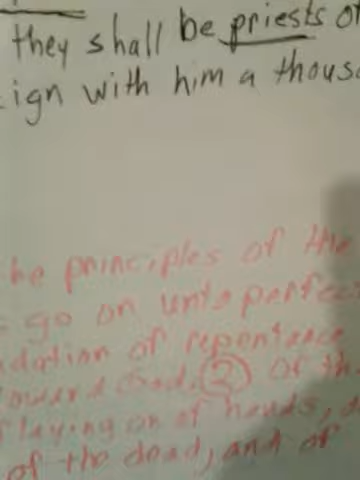 they shall be priests of
ign with him a thous
he principles of the
go on unto perfec
dation of repentance
toward God. ② Of th
laying on of hands,
of the dead, and of